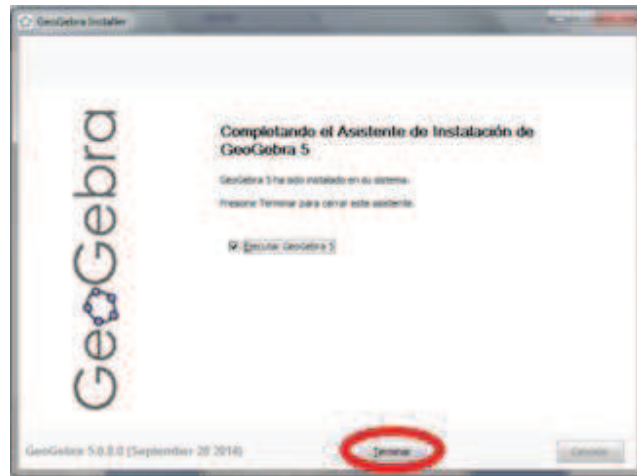 GeoGebra Installer
GeoGebra
Completando el Asistente de Instalación de
GeoGebra 5
GeoGebra 5 ha sido instalado en su sistema.
Presione Terminar para cerrar este asistente.
Ejecutar GeoGebra 5
GeoGebra 5.0.0.0 (September 20 2014)
Terminar
Cancelar